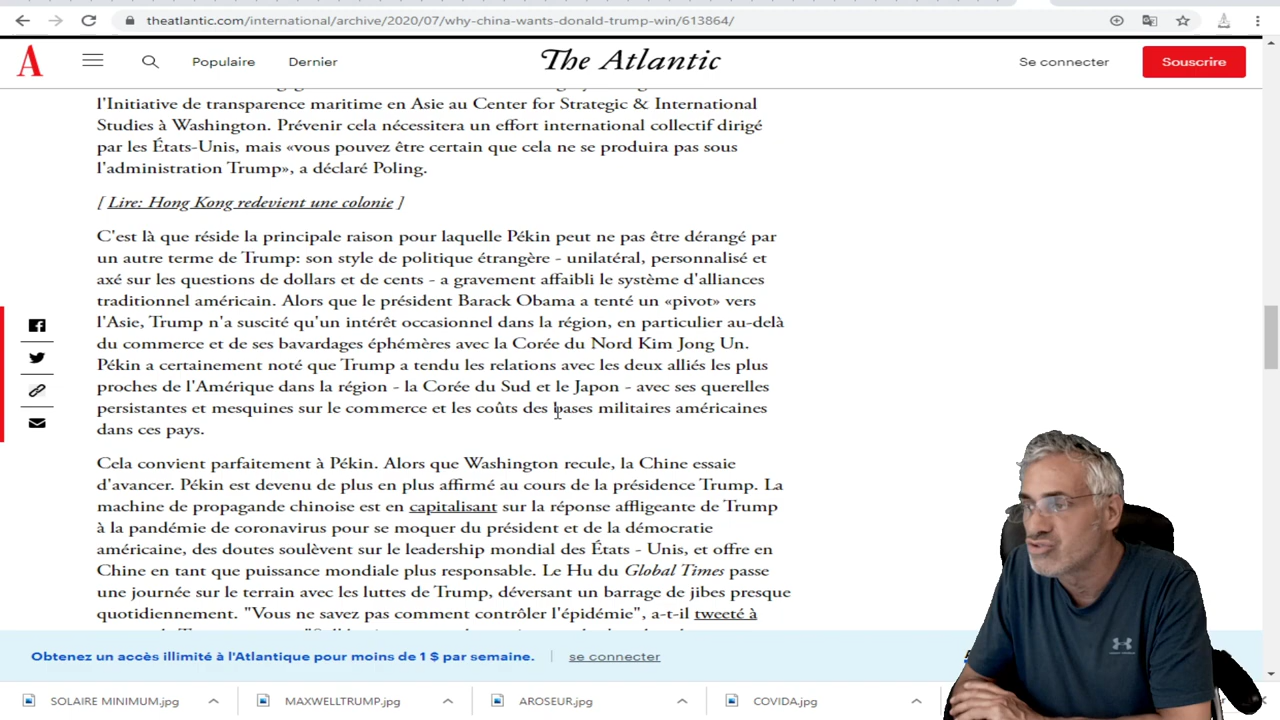 theatlantic.com/international/archive/2020/07/why-china-wants-donald-trump-win/613864/
A
Populaire
Dernier
The Atlantic
Se connecter
Souscrire
l'Initiative de transparence maritime en Asie au Center for Strategic & International
Studies à Washington. Prévenir cela nécessitera un effort international collectif dirigé
par les États-Unis, mais «vous pouvez être certain que cela ne se produira pas sous
l'administration Trump», a déclaré Poling.
[ Lire: Hong Kong redevient une colonie ]
C'est là que réside la principale raison pour laquelle Pékin peut ne pas être dérangé par
un autre terme de Trump: son style de politique étrangère - unilatéral, personnalisé et
axé sur les questions de dollars et de cents - a gravement affaibli le système d'alliances
traditionnel américain. Alors que le président Barack Obama a tenté un «pivot» vers
l'Asie, Trump n'a suscité qu'un intérêt occasionnel dans la région, en particulier au-delà
du commerce et de ses bavardages éphémères avec la Corée du Nord Kim Jong Un.
Pékin a certainement noté que Trump a tendu les relations avec les deux alliés les plus
proches de l'Amérique dans la région - la Corée du Sud et le Japon - avec ses querelles
persistantes et mesquines sur le commerce et les coûts des bases militaires américaines
dans ces pays.
Cela convient parfaitement à Pékin. Alors que Washington recule, la Chine essaie
d'avancer. Pékin est devenu de plus en plus affirmé au cours de la présidence Trump. La
machine de propagande chinoise est en capitalisant sur la réponse affligeante de Trump
à la pandémie de coronavirus pour se moquer du président et de la démocratie
américaine, des doutes soulèvent sur le leadership mondial des États - Unis, et offre en
Chine en tant que puissance mondiale plus responsable. Le Hu du Global Times passe
une journée sur le terrain avec les luttes de Trump, déversant un barrage de jibes presque
quotidiennement. "Vous ne savez pas comment contrôler l'épidémie", a-t-il tweeté à
Obtenez un accès illimité à l'Atlantique pour moins de 1 $ par semaine.
se connecter
SOLAIRE MINIMUM.jpg
MAXWELLTRUMP.jpg
AROSEUR.jpg
COVIDA.jpg